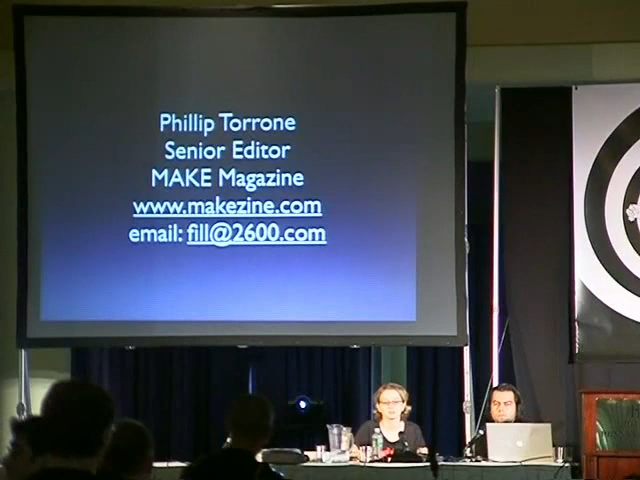 Phillip Torrone
Senior Editor
MAKE Magazine
www.makezine.com
email: fill@2600.com